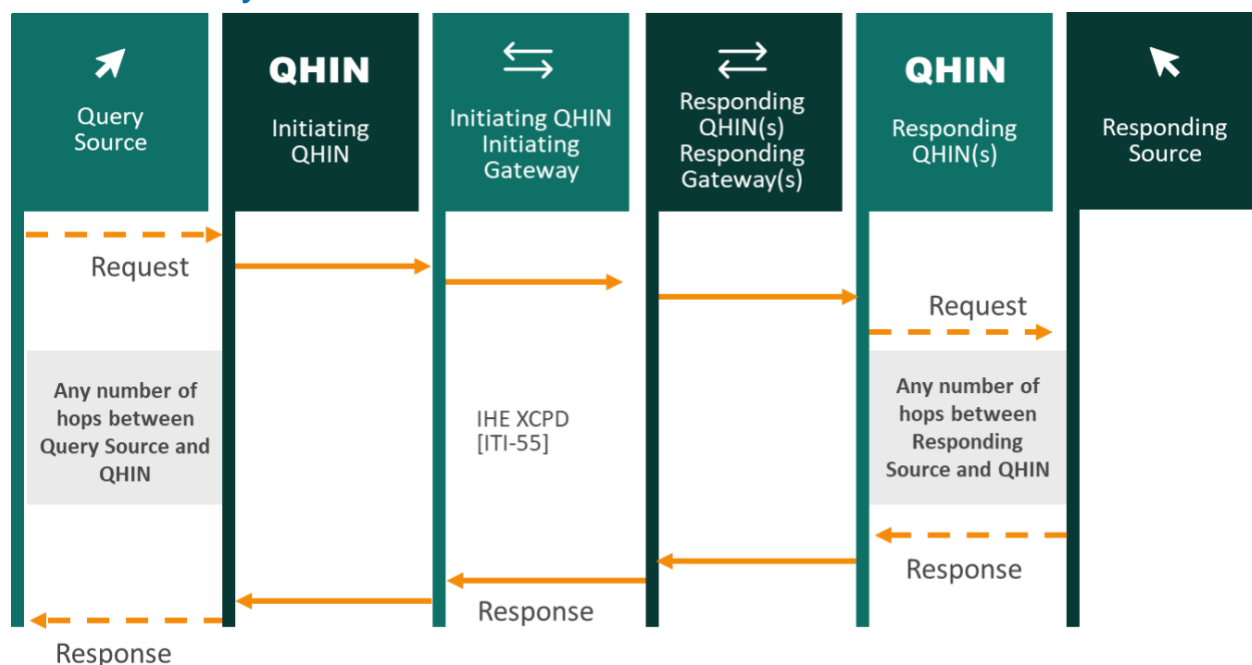 Query
Source
QHIN
Initiating
QHIN
Initiating QHIN
Initiating
Gateway
Responding
QHIN(s)
Responding
Gateway(s)
QHIN
Responding
QHIN(s)
Responding
Source
Request
Request
Any number of
hops between
Query Source and
QHIN
IHE XCPD
[ITI-55]
Any number of
hops between
Responding
Source and QHIN
Response
Response
Response